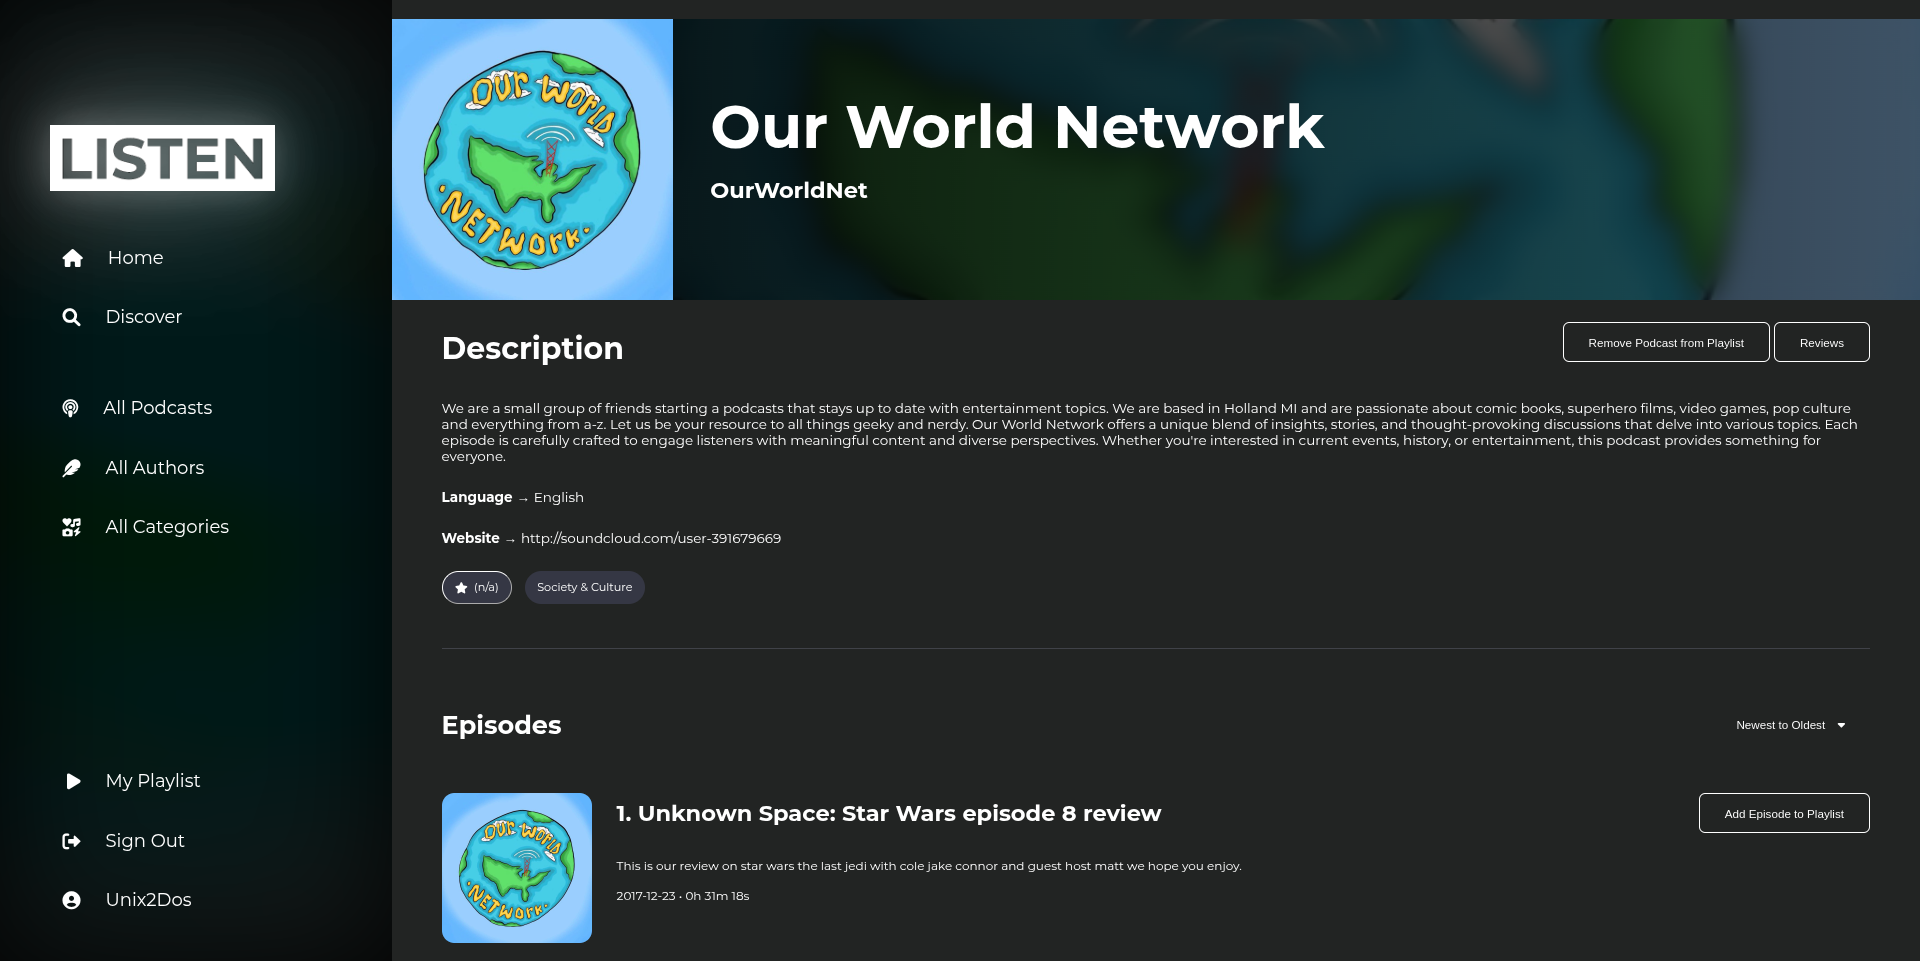 LISTEN
Home
Discover
All Podcasts
All Authors
All Categories
My Playlist
Sign Out
Unix2Dos
OUR WORLD
NETWORK
Our World Network
OurWorldNet
Description
Remove Podcast from Playlist
Reviews
We are a small group of friends starting a podcasts that stays up to date with entertainment topics. We are based in Holland MI and are passionate about comic books, superhero films, video games, pop culture
and everything from a-z. Let us be your resource to all things geeky and nerdy. Our World Network offers a unique blend of insights, stories, and thought-provoking discussions that delve into various topics. Each
episode is carefully crafted to engage listeners with meaningful content and diverse perspectives. Whether you're interested in current events, history, or entertainment, this podcast provides something for
everyone.
Language → English
Website → http://soundcloud.com/user-391679669
(n/a)
Society & Culture
Episodes
Newest to Oldest
OUR WORLD
NETWORK
1. Unknown Space: Star Wars episode 8 review
Add Episode to Playlist
This is our review on star wars the last jedi with cole jake connor and guest host matt we hope you enjoy.
2017-12-23 • 0h 31m 18s